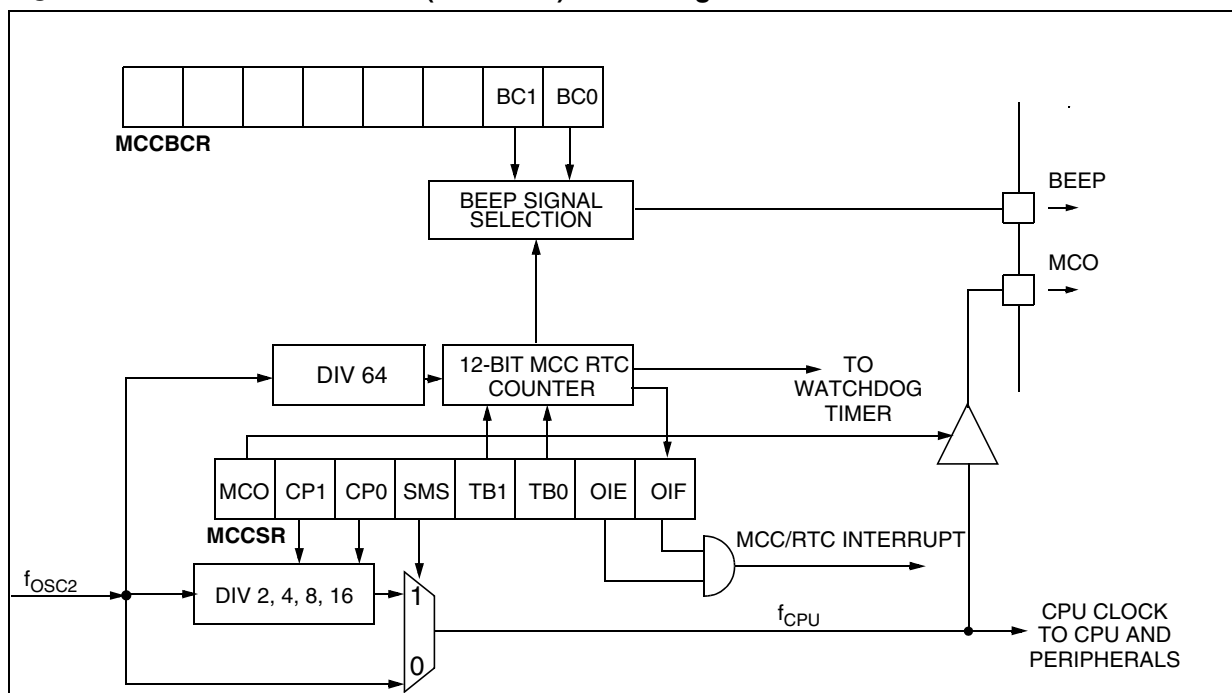 BC1 BC0
MCCBCR
BEEP SIGNAL
SELECTION
BEEP
MCO
DIV 64
12-BIT MCC RTC
COUNTER
TO
WATCHDOG
TIMER
MCO CP1 CP0 SMS TB1 TB0 OIE OIF
MCCSR
MCC/RTC INTERRUPT
fOSC2
DIV 2, 4, 8, 16
1
0
fCPU
CPU CLOCK
TO CPU AND
PERIPHERALS